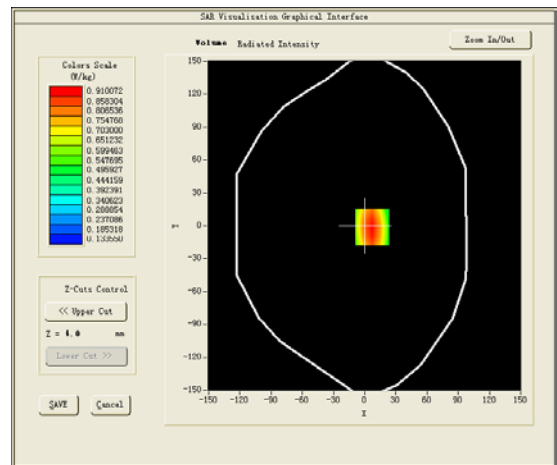 SAR Visualisation Graphical Interface
Volume Radiated Intensity
Zoom In/Out
Colors Scale
(W/kg)
0.910072
0.858304
0.806536
0.754768
0.703000
0.651232
0.599463
0.547695
0.495927
0.444159
0.392391
0.340623
0.288854
0.237086
0.185318
0.133550
Z-Cuts Control
<< Upper Cut
Z = 4.0 mm
Lower Cut >>
SAVE
Cancel
150
120
90
60
30
0
-30
-60
-90
-120
-150
Y
-150 -120 -90 -60 -30 0 30 60 90 120 150
X